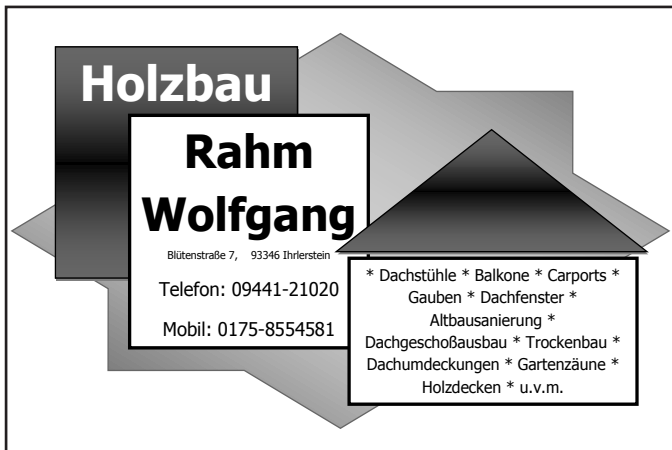 Holzbau
Rahm
Wolfgang
Blütenstraße 7, 93346 Ihrlerstein
Telefon: 09441-21020
Mobil: 0175-8554581
* Dachstühle * Balkone * Carports *
Gauben * Dachfenster *
Altbausanierung *
Dachgeschoßausbau * Trockenbau *
Dachumdeckungen * Gartenzäune *
Holzdecken * u.v.m.